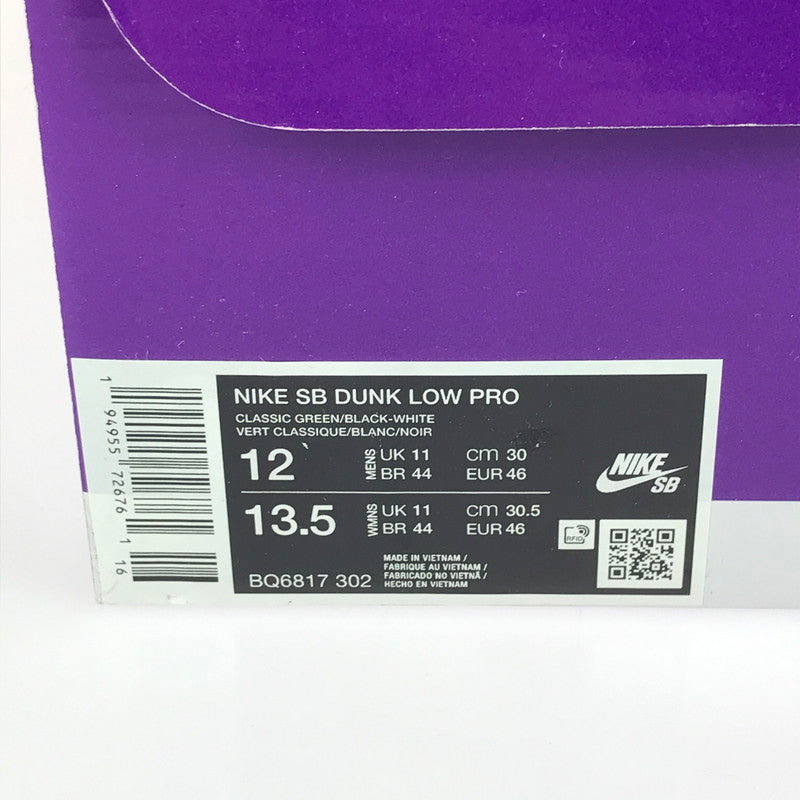 NIKE SB DUNK LOW PRO
CLASSIC GREEN/BLACK-WHITE
VERT CLASSIQUE/BLANC/NOIR
12 MENS UK 11 CM 30
BR 44 EUR 46
13.5 WMNS UK 11 CM 30.5
BR 44 EUR 46
BQ6817 302
MADE IN VIETNAM /
FABRIQUE AU VIETNAM /
FABRICADO NO VIETNÃ /
HECHO EN VIETNAM
NIKE
SB
RFID
1 94955 72676 1 16